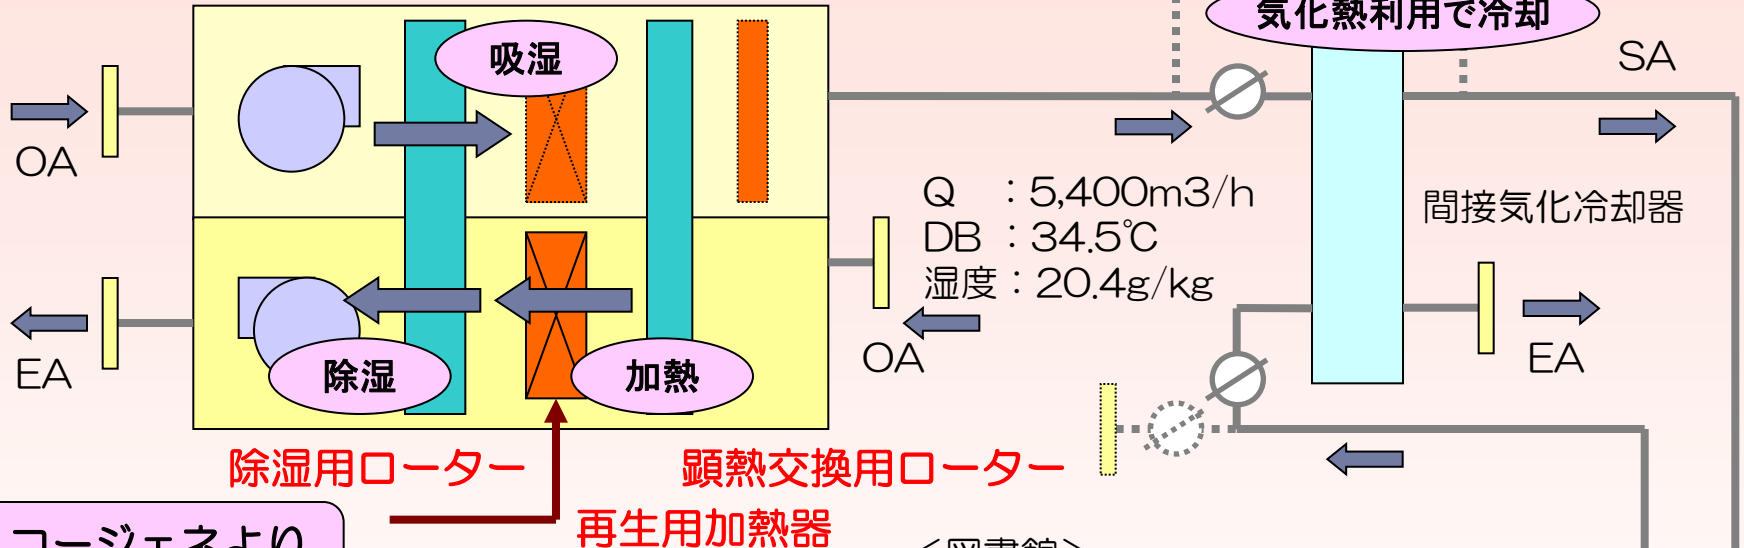 気化熱利用で冷却
SA
吸湿
OA
Q ：5,400m3/h
DB ：34.5℃
湿度：20.4g/kg
間接気化冷却器
OA
EA
EA
除湿
加熱
除湿用ローター
顕熱交換用ローター
再生用加熱器
コージェネより
＜図書館＞